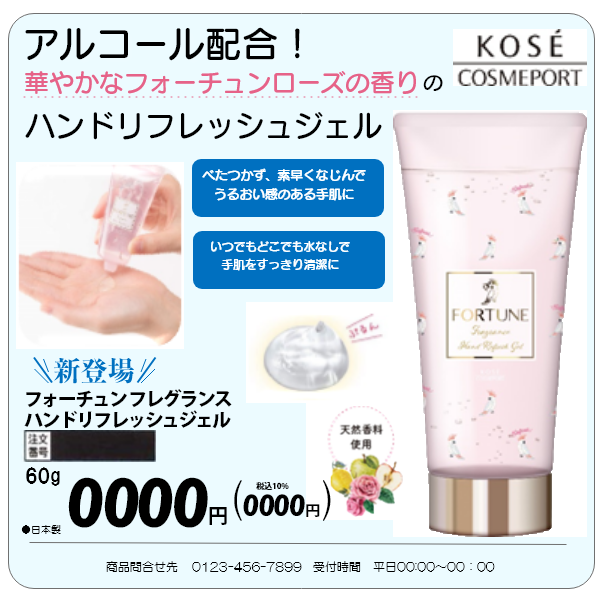 アルコール配合！
KOSÉ
COSMEPORT
華やかなフォーチュンローズの香りの
ハンドリフレッシュジェル
べたつかず、素早くなじんで
うるおい感のある手肌に
いつでもどこでも水なしで
手肌をすっきり清潔に
FORTUNE
Fragrance
Hand Refresh Gel
ぷるん
新登場
フォーチュン フレグランス
ハンドリフレッシュジェル
注文
番号
天然香料
使用
60g
0000円
税込10%
(0000円)
●日本製
商品問合せ先　0123-456-7899　受付時間　平日00:00〜00：00